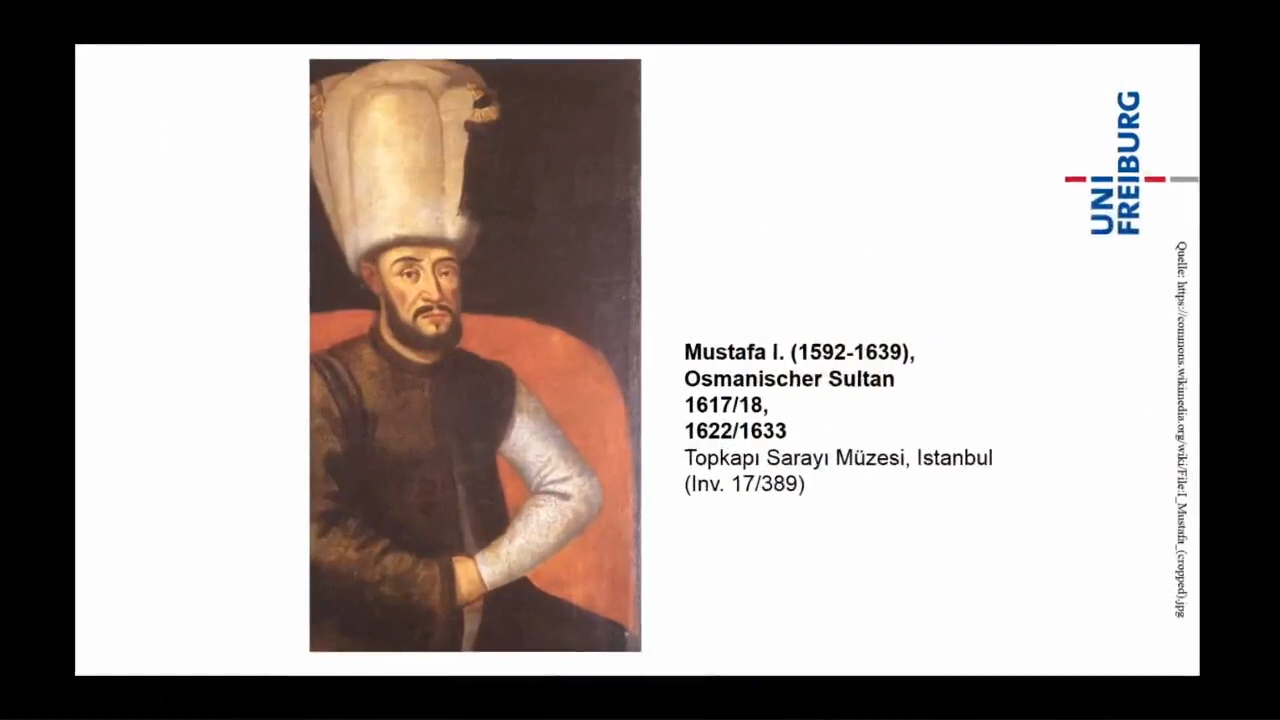 Mustafa I. (1592-1639),
Osmanischer Sultan
1617/18,
1622/1633
Topkapı Sarayı Müzesi, Istanbul
(Inv. 17/389)
UNI
FREIBURG
Quelle: https://commons.wikimedia.org/wiki/File:I_Mustafa_(cropped).jpg